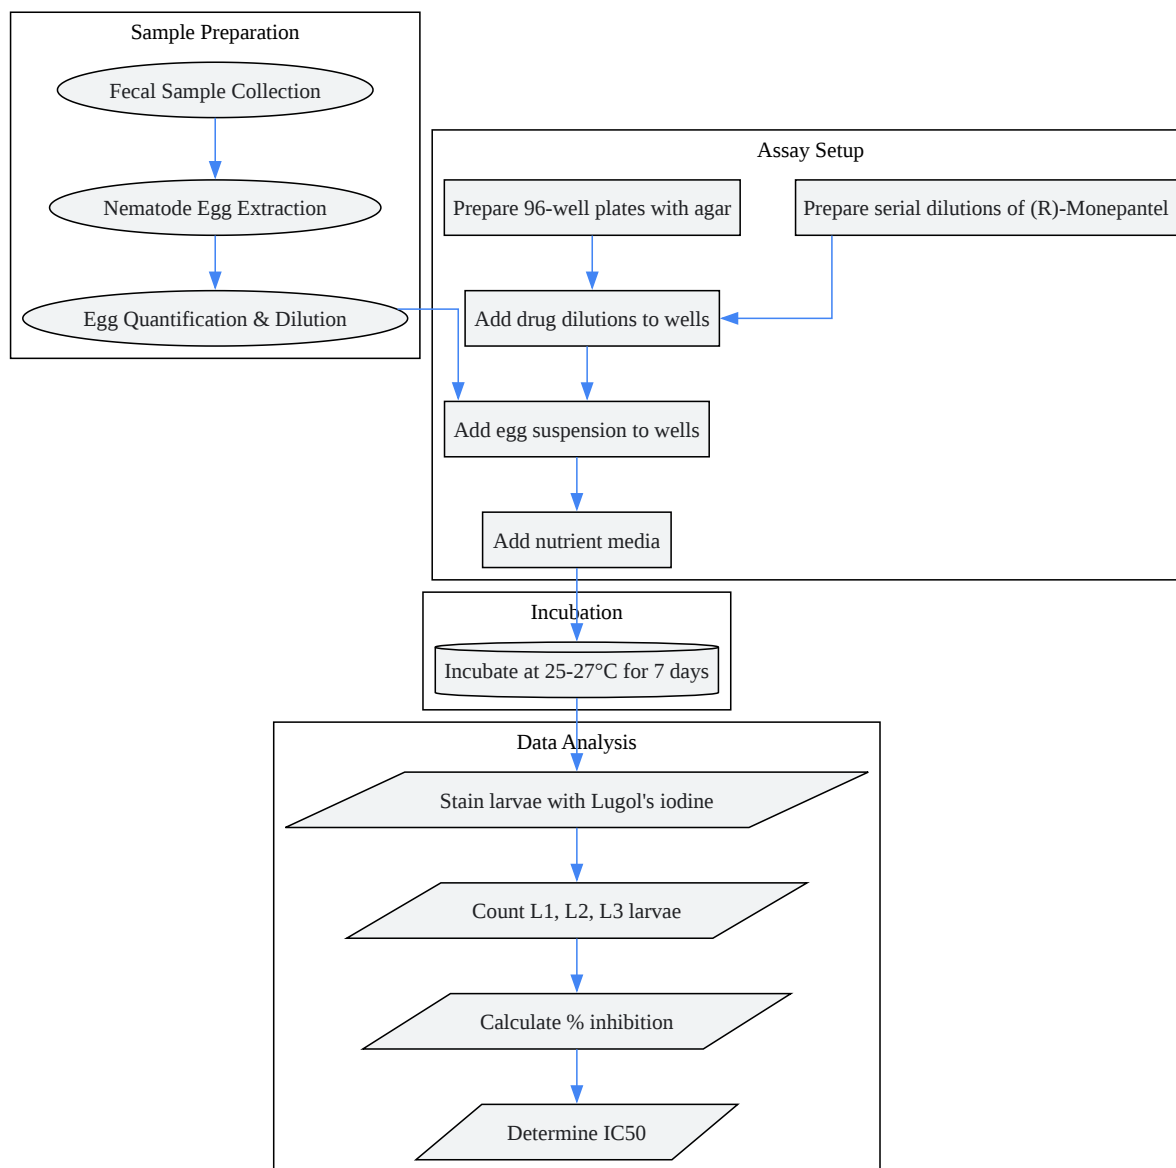 Sample Preparation
Fecal Sample Collection
Nematode Egg Extraction
Egg Quantification & Dilution
Assay Setup
Prepare 96-well plates with agar
Prepare serial dilutions of (R)-Monepantel
Add drug dilutions to wells
Add egg suspension to wells
Add nutrient media
Incubation
Incubate at 25-27°C for 7 days
Data Analysis
Stain larvae with Lugol's iodine
Count L1, L2, L3 larvae
Calculate % inhibition
Determine IC50